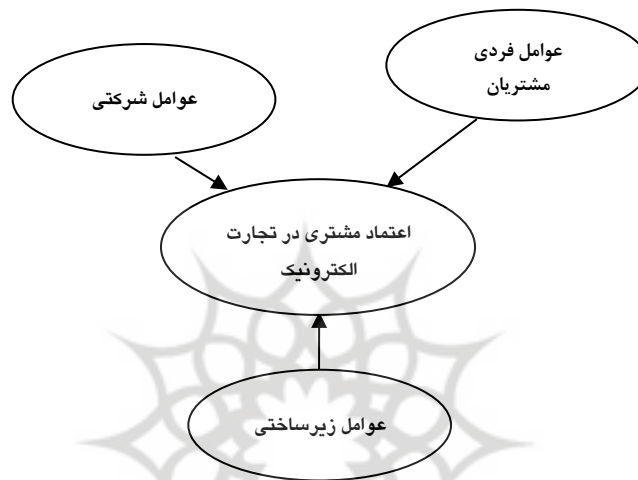 عوامل فردی
مشتریان
عوامل شرکتی
اعتماد مشتری در تجارت
الکترونیک
عوامل زیرساختی